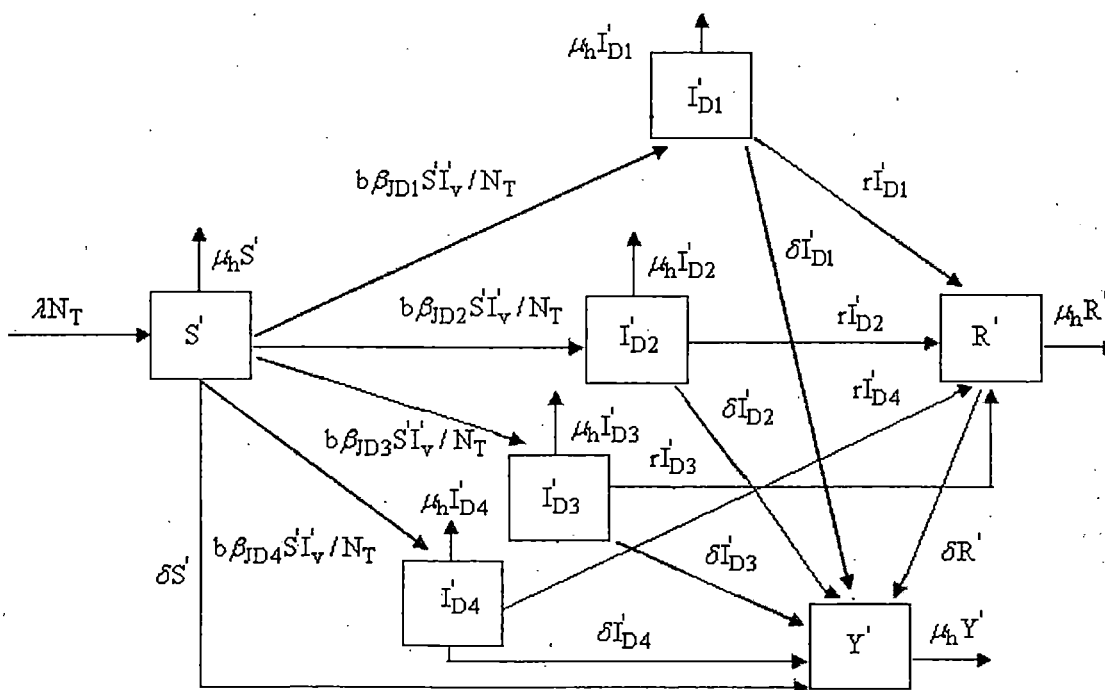 μₕI'D1
I'D1
bβJD1S'I'v/NT
rI'D1
μₕS'
μₕI'D2
δI'D1
λNT
S'
bβJD2S'I'v/NT
I'D2
rI'D2
R'
μₕR'
rI'D4
bβJD3S'I'v/NT
μₕI'D3
δI'D2
rI'D3
I'D3
μₕI'D4
δS'
bβJD4S'I'v/NT
I'D4
δI'D3
δR'
δI'D4
Y'
μₕY'